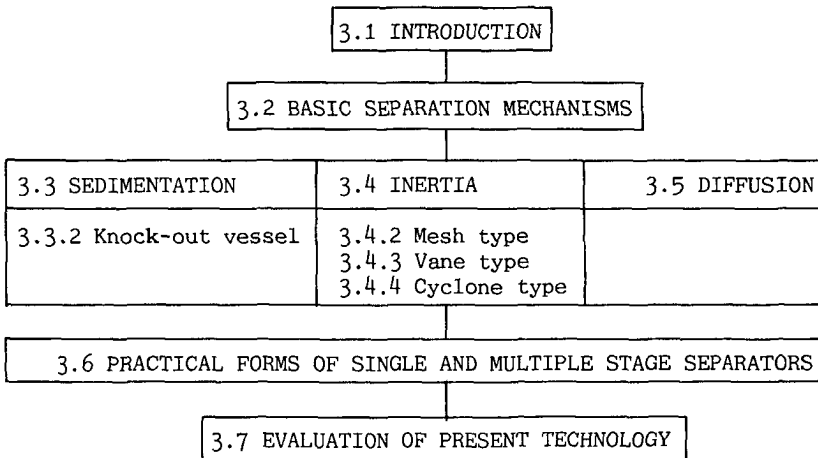 3.1 INTRODUCTION
3.2 BASIC SEPARATION MECHANISMS
3.3 SEDIMENTATION
3.4 INERTIA
3.5 DIFFUSION
3.3.2 Knock-out vessel
3.4.2 Mesh type
3.4.3 Vane type
3.4.4 Cyclone type
3.6 PRACTICAL FORMS OF SINGLE AND MULTIPLE STAGE SEPARATORS
3.7 EVALUATION OF PRESENT TECHNOLOGY